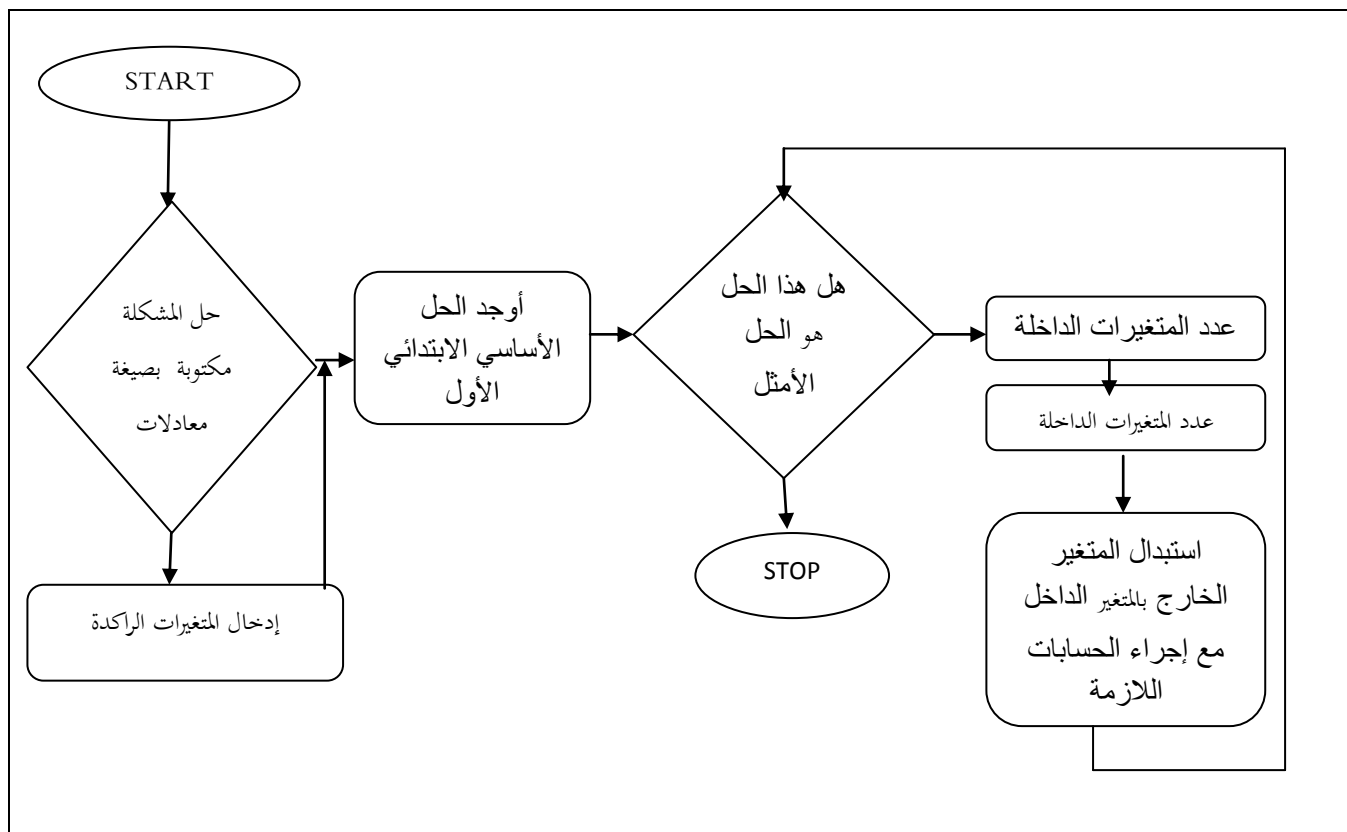 START
حل المشكلة
مكتوبة بصيغة
معادلات
إدخال المتغيرات الراكدة
أوجد الحل
الأساسي الابتدائي
الأول
هل هذا الحل
هو الحل
الأمثل
STOP
عدد المتغيرات الداخلة
عدد المتغيرات الداخلة
استبدال المتغير
الخارج بالمتغير الداخل
مع إجراء الحسابات
اللازمة